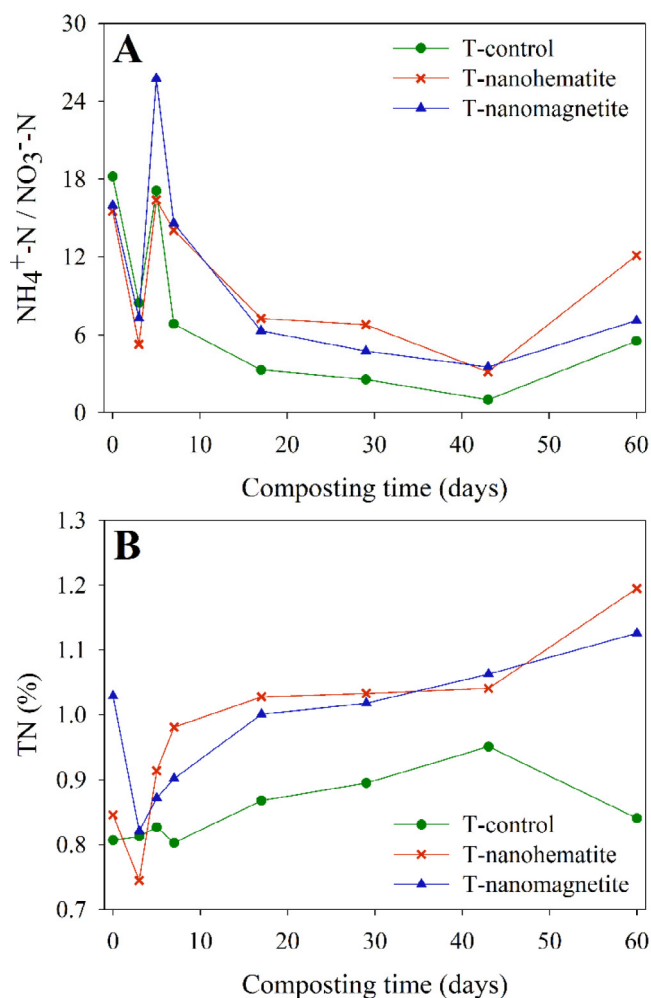 A
T-control
T-nanohematite
T-nanomagnetite
NH₄⁺-N / NO₃⁻-N
30
24
18
12
6
0
0 10 20 30 40 50 60
Composting time (days)
B
TN (%)
1.3
1.2
1.1
1.0
0.9
0.8
0.7
T-control
T-nanohematite
T-nanomagnetite
0 10 20 30 40 50 60
Composting time (days)